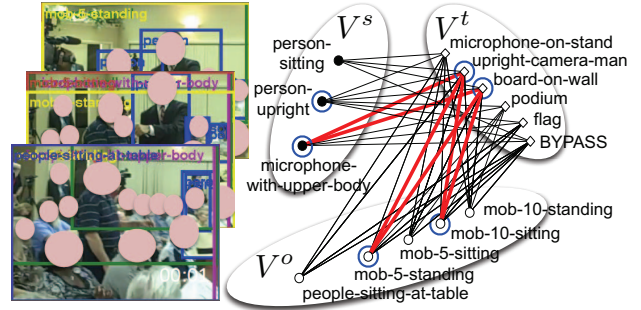 mob-5-standing
person
mob-5-standing
people-sitting-at-table
00:01
V^s
V^t
person-sitting
person-upright
microphone-with-upper-body
microphone-on-stand
upright-camera-man
board-on-wall
podium
flag
BYPASS
mob-10-standing
mob-10-sitting
mob-5-sitting
mob-5-standing
people-sitting-at-table
V^o